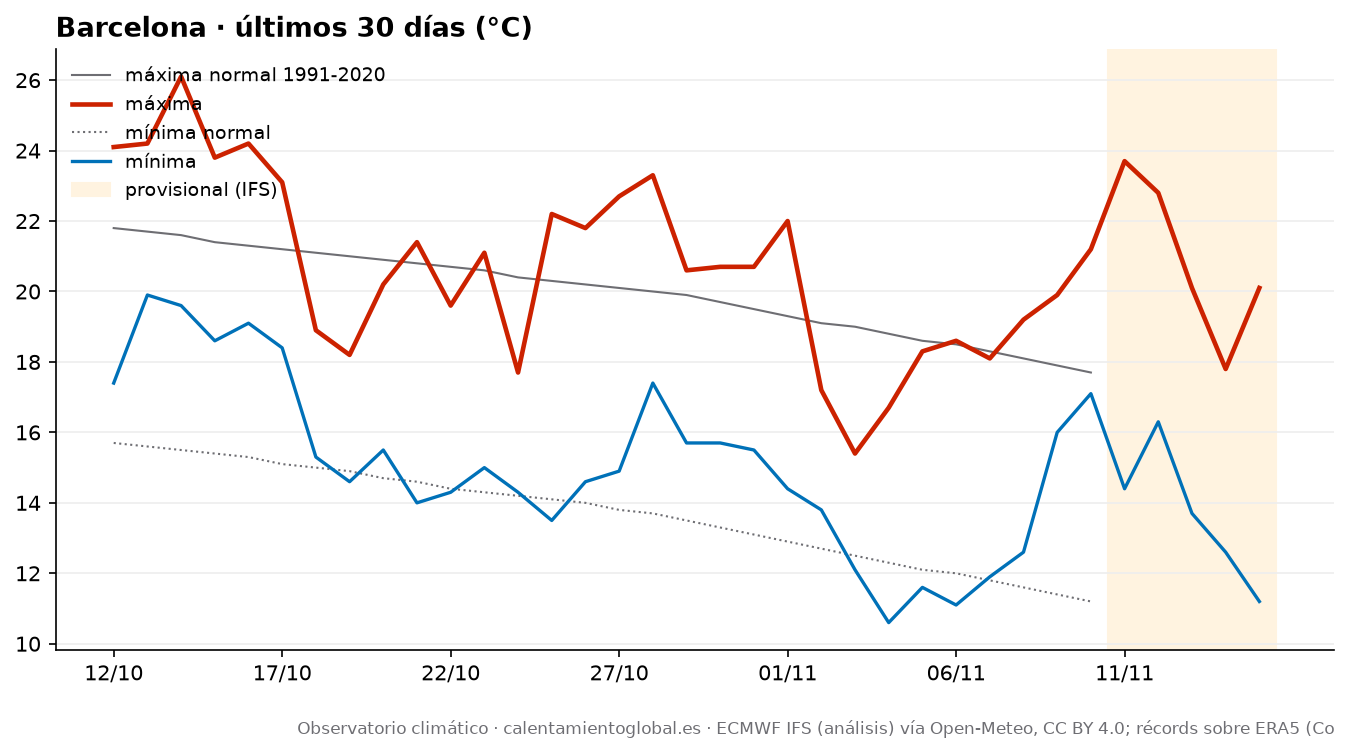 Barcelona · últimos 30 días (°C)
máxima normal 1991-2020
máxima
mínima normal
mínima
provisional (IFS)
26
24
22
20
18
16
14
12
10
12/10 17/10 22/10 27/10 01/11 06/11 11/11
Observatorio climático · calentamientoglobal.es · ECMWF IFS (análisis) vía Open-Meteo, CC BY 4.0; récords sobre ERA5 (Co